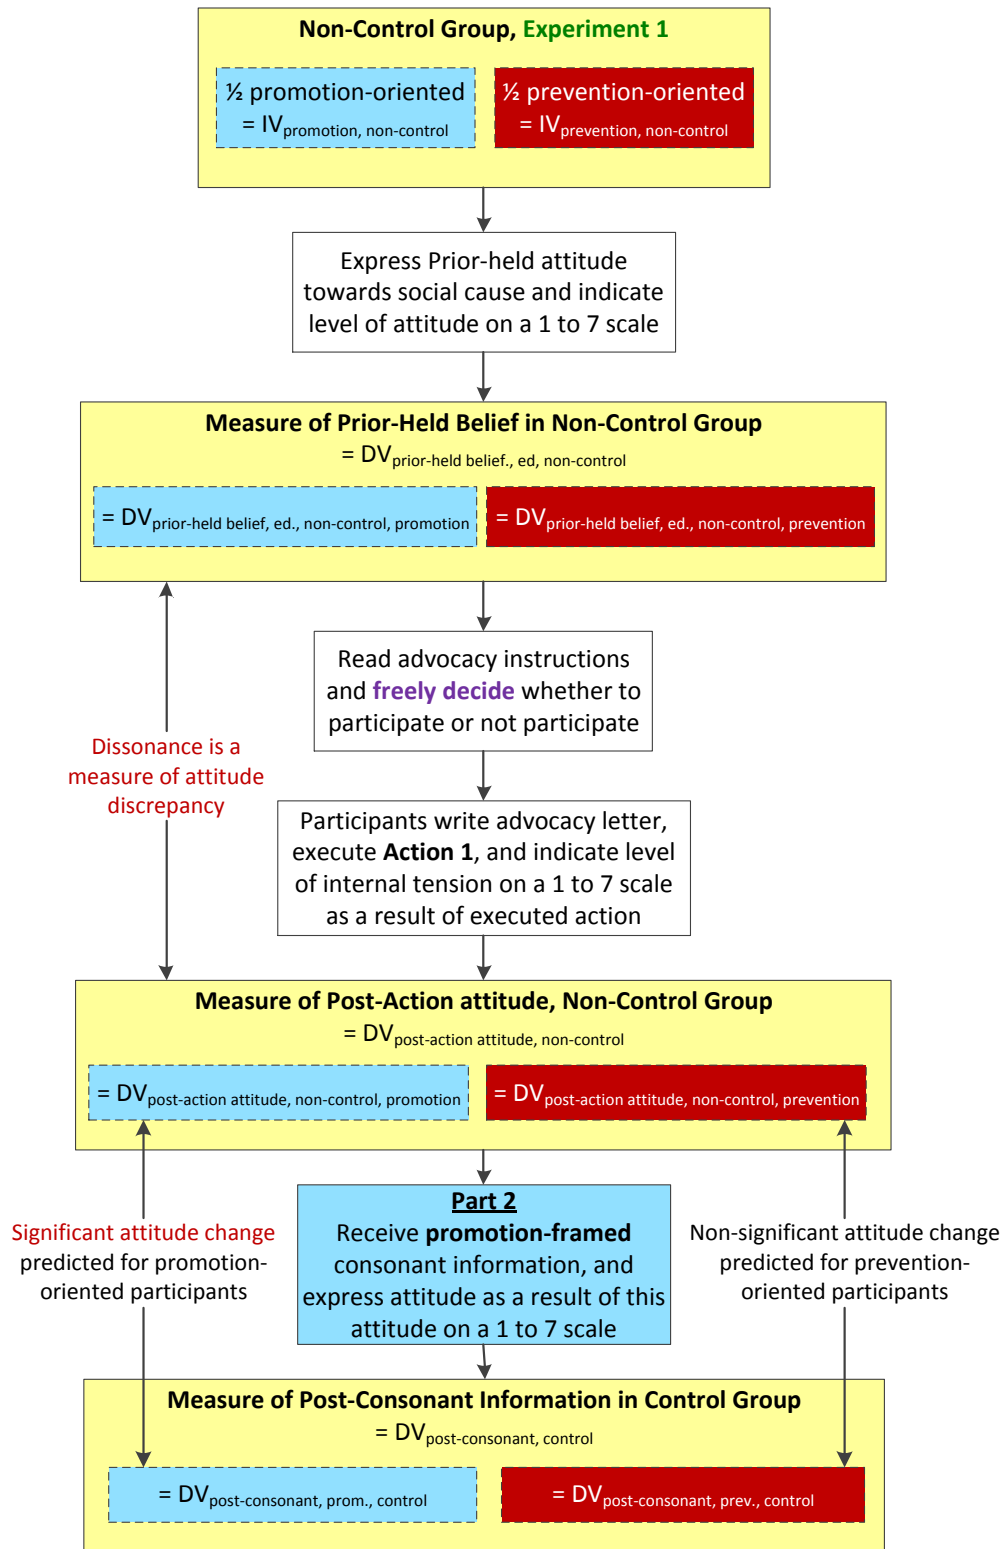 Non-Control Group, Experiment 1
½ promotion-oriented
= IVpromotion, non-control
½ prevention-oriented
= IVprevention, non-control
Express Prior-held attitude
towards social cause and indicate
level of attitude on a 1 to 7 scale
Measure of Prior-Held Belief in Non-Control Group
= DVprior-held belief., ed, non-control
= DVprior-held belief, ed., non-control, promotion
= DVprior-held belief, ed., non-control, prevention
Read advocacy instructions
and freely decide whether to
participate or not participate
Dissonance is a
measure of attitude
discrepancy
Participants write advocacy letter,
execute Action 1, and indicate level
of internal tension on a 1 to 7 scale
as a result of executed action
Measure of Post-Action attitude, Non-Control Group
= DVpost-action attitude, non-control
= DVpost-action attitude, non-control, promotion
= DVpost-action attitude, non-control, prevention
Significant attitude change
predicted for promotion-
oriented participants
Part 2
Receive promotion-framed
consonant information, and
express attitude as a result of this
attitude on a 1 to 7 scale
Non-significant attitude change
predicted for prevention-
oriented participants
Measure of Post-Consonant Information in Control Group
= DVpost-consonant, control
= DVpost-consonant, prom., control
= DVpost-consonant, prev., control